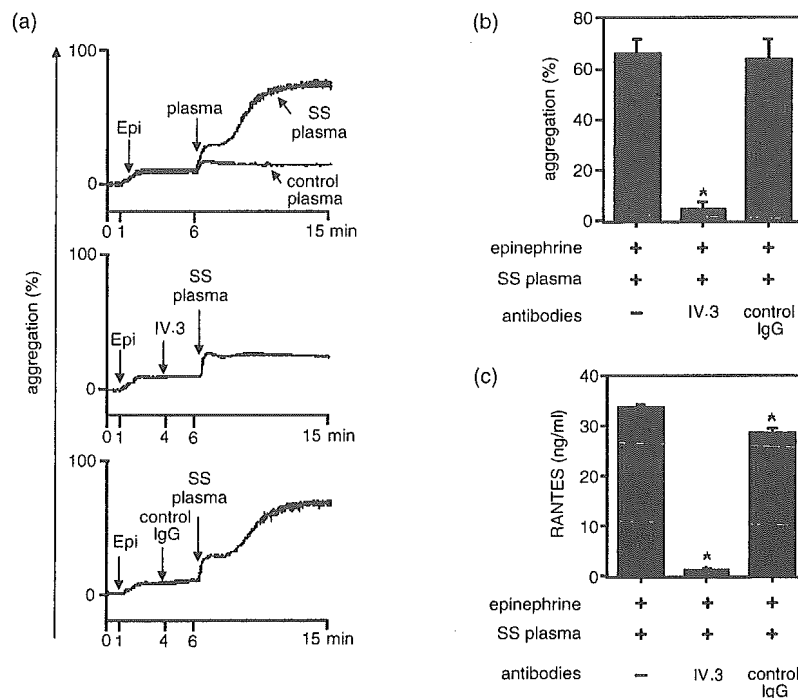 (a)
aggregation (%)
100
0
Epi
plasma
SS
plasma
control
plasma
0 1 6 15 min
100
0
Epi
IV.3
SS
plasma
0 1 4 6 15 min
100
0
Epi
control
IgG
SS
plasma
0 1 4 6 15 min
(b)
aggregation (%)
80
60
40
20
0
*
epinephrine + + +
SS plasma + + +
antibodies − IV.3 control
IgG
(c)
RANTES (ng/ml)
40
30
20
10
0
*
*
epinephrine + + +
SS plasma + + +
antibodies − IV.3 control
IgG